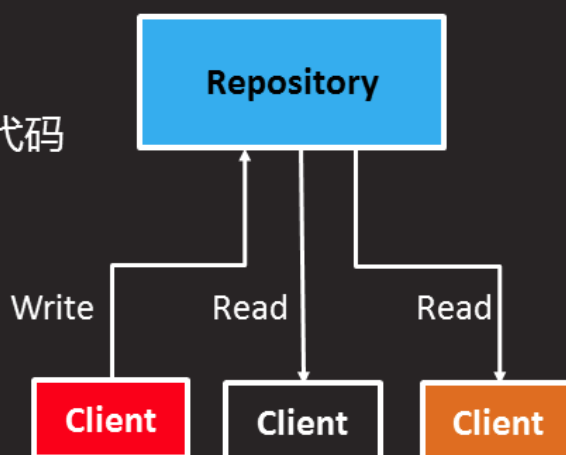 Repository
代码
Write Read Read
Client Client Client